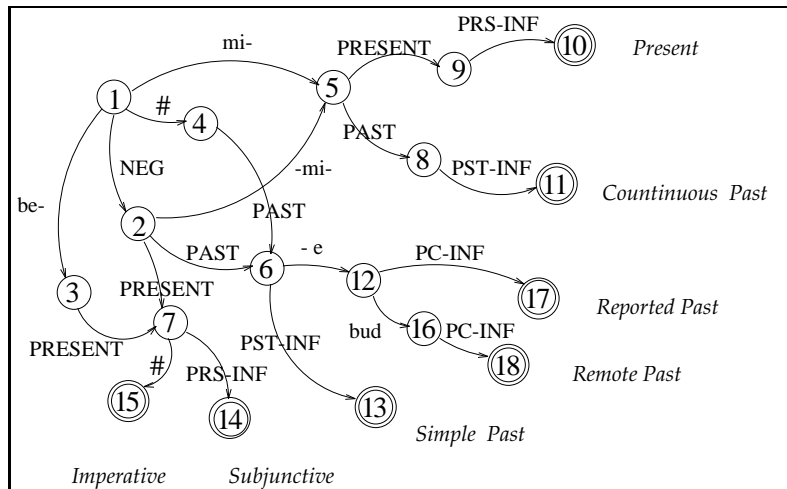 mi-
PRESENT
PRS-INF
10
Present
1
#
4
5
9
PAST
8
PST-INF
11
Countinuous Past
NEG
-mi-
be-
2
PAST
PAST
6
- e
12
PC-INF
17
Reported Past
3
PRESENT
7
bud
16
PC-INF
18
Remote Past
PRESENT
#
PRS-INF
PST-INF
15
14
13
Simple Past
Imperative
Subjunctive